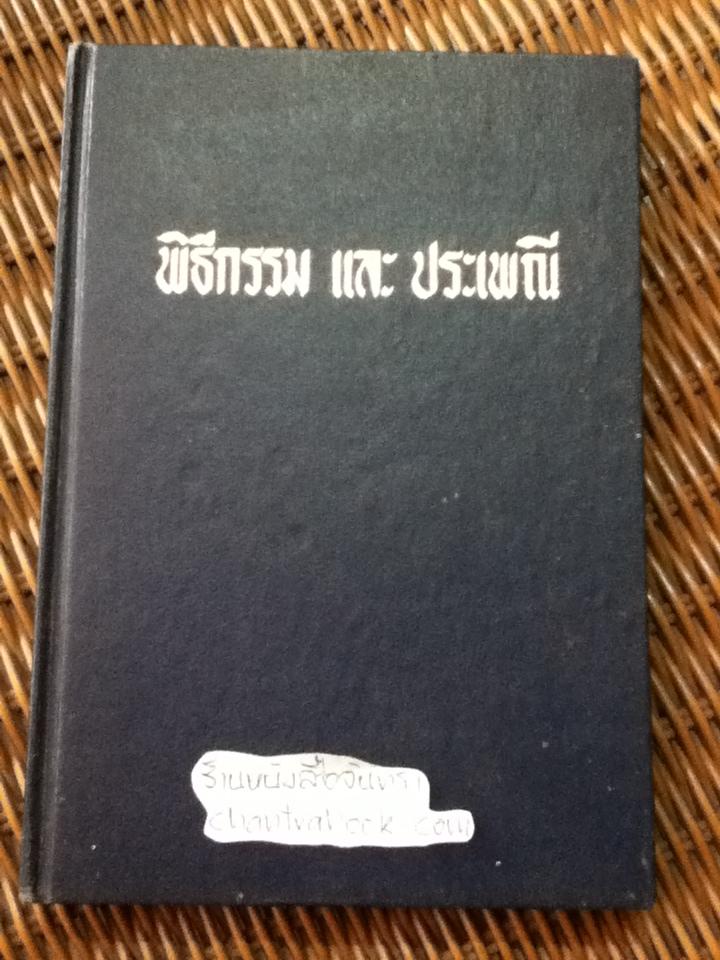 พิธีกรรม และ ประเพณี
ร้านหนังสือจันทรา
chantrabook.com